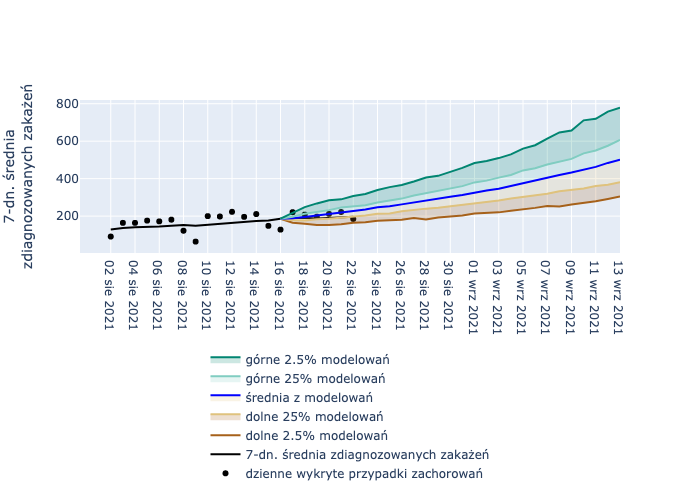 7-dn. średnia
zdiagnozowanych zakażeń
800
600
400
200
02 sie 2021
04 sie 2021
06 sie 2021
08 sie 2021
10 sie 2021
12 sie 2021
14 sie 2021
16 sie 2021
18 sie 2021
20 sie 2021
22 sie 2021
24 sie 2021
26 sie 2021
28 sie 2021
30 sie 2021
01 wrz 2021
03 wrz 2021
05 wrz 2021
07 wrz 2021
09 wrz 2021
11 wrz 2021
13 wrz 2021
górne 2.5% modelowań
górne 25% modelowań
średnia z modelowań
dolne 25% modelowań
dolne 2.5% modelowań
7-dn. średnia zdiagnozowanych zakażeń
dzienne wykryte przypadki zachorowań